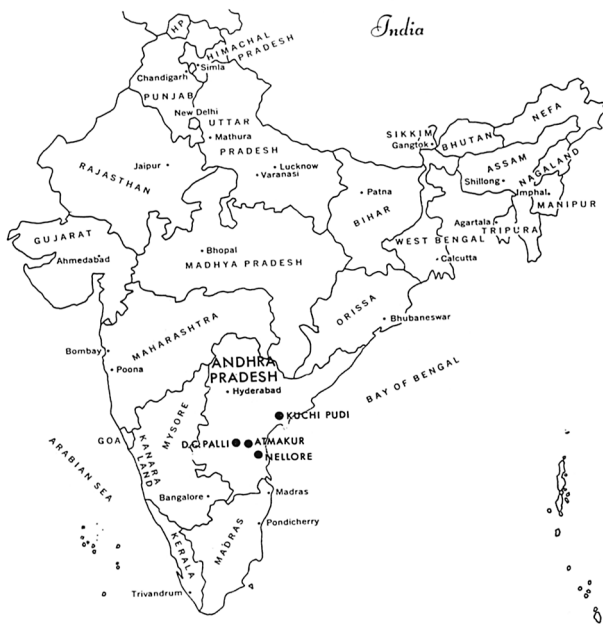 India
HP
HIMACHAL
PRADESH
Simla
Chandigarh
PUNJAB
New Delhi
UTTAR
Mathura
PRADESH
Lucknow
Varanasi
Jaipur
RAJASTHAN
SIKKIM
Gangtok
BHUTAN
NEFA
ASSAM
NAGALAND
Shillong
Imphal
MANIPUR
Patna
BIHAR
Agartala
TRIPURA
WEST BENGAL
Calcutta
GUJARAT
Ahmedabad
Bhopal
MADHYA PRADESH
ORISSA
Bhubaneswar
MAHARASHTRA
Bombay
Poona
ANDHRA
PRADESH
Hyderabad
BAY OF BENGAL
KUCHI PUDI
MYSORE
GOA
KANARA
LAND
D.C.PALLI
ATMAKUR
NELLORE
ARABIAN SEA
Bangalore
Madras
Pondicherry
MADRAS
KERALA
Trivandrum